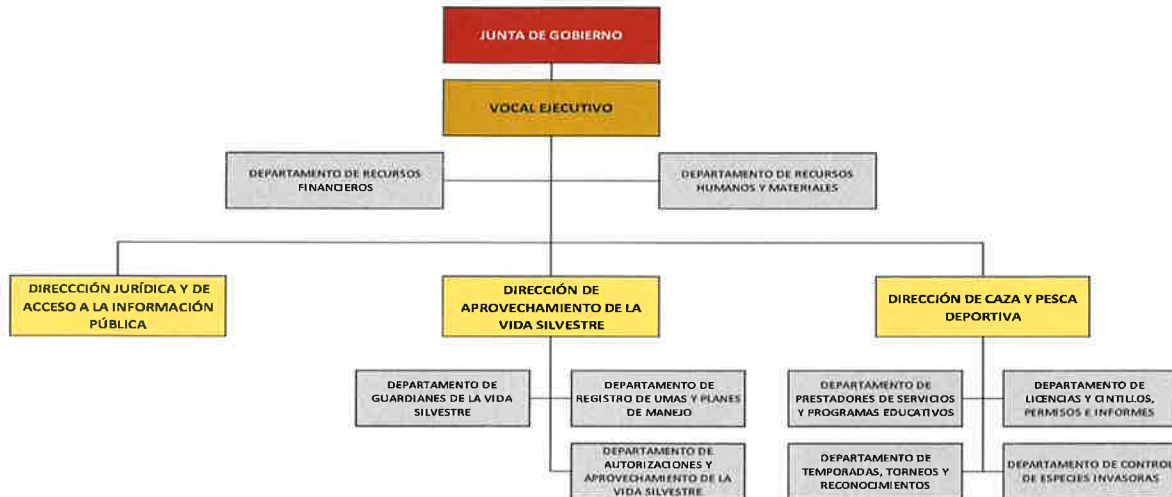 JUNTA DE GOBIERNO
VOCAL EJECUTIVO
DEPARTAMENTO DE RECURSOS
FINANCIEROS
DEPARTAMENTO DE RECURSOS
HUMANOS Y MATERIALES
DIRECCCIÓN JURÍDICA Y DE
ACCESO A LA INFORMACIÓN
PÚBLICA
DIRECCIÓN DE
APROVECHAMIENTO DE LA
VIDA SILVESTRE
DIRECCIÓN DE CAZA Y PESCA
DEPORTIVA
DEPARTAMENTO DE
GUARDIANES DE LA VIDA
SILVESTRE
DEPARTAMENTO DE
REGISTRO DE UMAS Y PLANES
DE MANEJO
DEPARTAMENTO DE
PRESTADORES DE SERVICIOS
Y PROGRAMAS EDUCATIVOS
DEPARTAMENTO DE
LICENCIAS Y CINTILLOS,
PERMISOS E INFORMES
DEPARTAMENTO DE
AUTORIZACIONES Y
APROVECHAMIENTO DE LA
VIDA SILVESTRE
DEPARTAMENTO DE
TEMPORADAS, TORNEOS Y
RECONOCIMIENTOS
DEPARTAMENTO DE CONTROL
DE ESPECIES INVASORAS